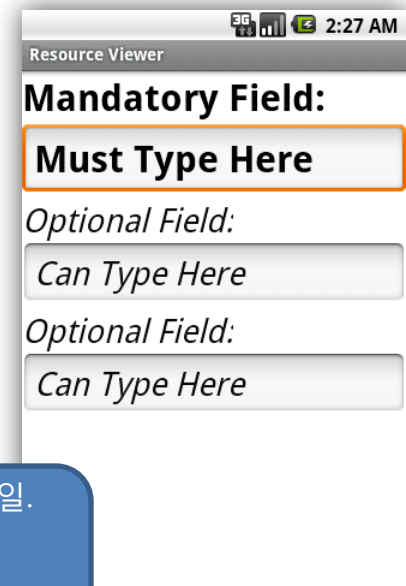 3G 2:27 AM
Resource Viewer
Mandatory Field:
Must Type Here
Optional Field:
Can Type Here
Optional Field:
Can Type Here
일.